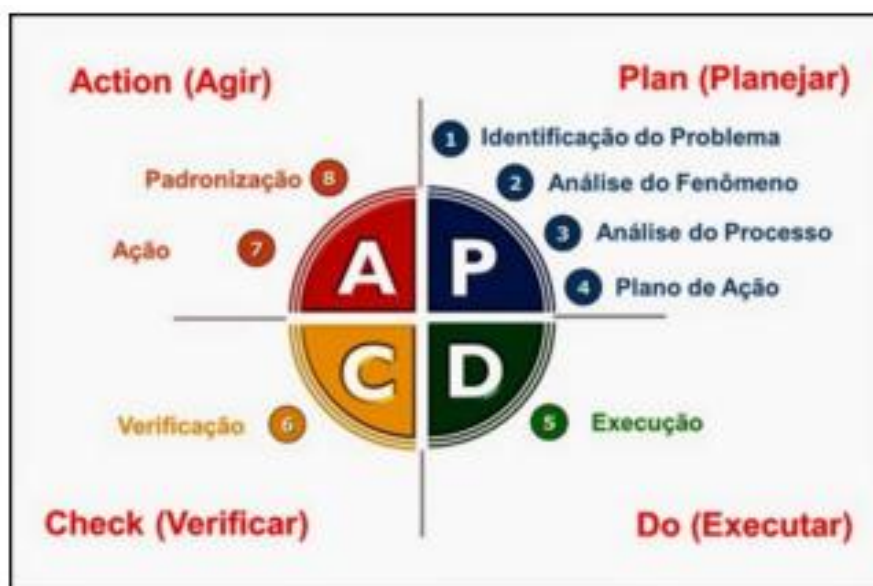 Action (Agir)
Plan (Planejar)
1 Identificação do Problema
2 Análise do Fenômeno
3 Análise do Processo
4 Plano de Ação
Padronização 8
Ação 7
A P
C D
Verificação 6
5 Execução
Check (Verificar)
Do (Executar)